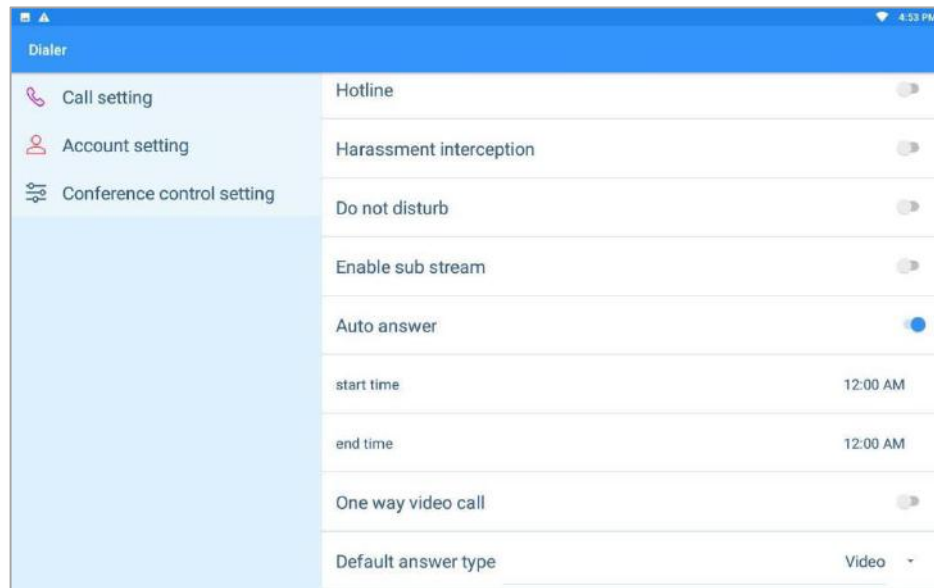 4:53 PM
Dialer
Call setting
Account setting
Conference control setting
Hotline
Harassment interception
Do not disturb
Enable sub stream
Auto answer
start time 12:00 AM
end time 12:00 AM
One way video call
Default answer type Video